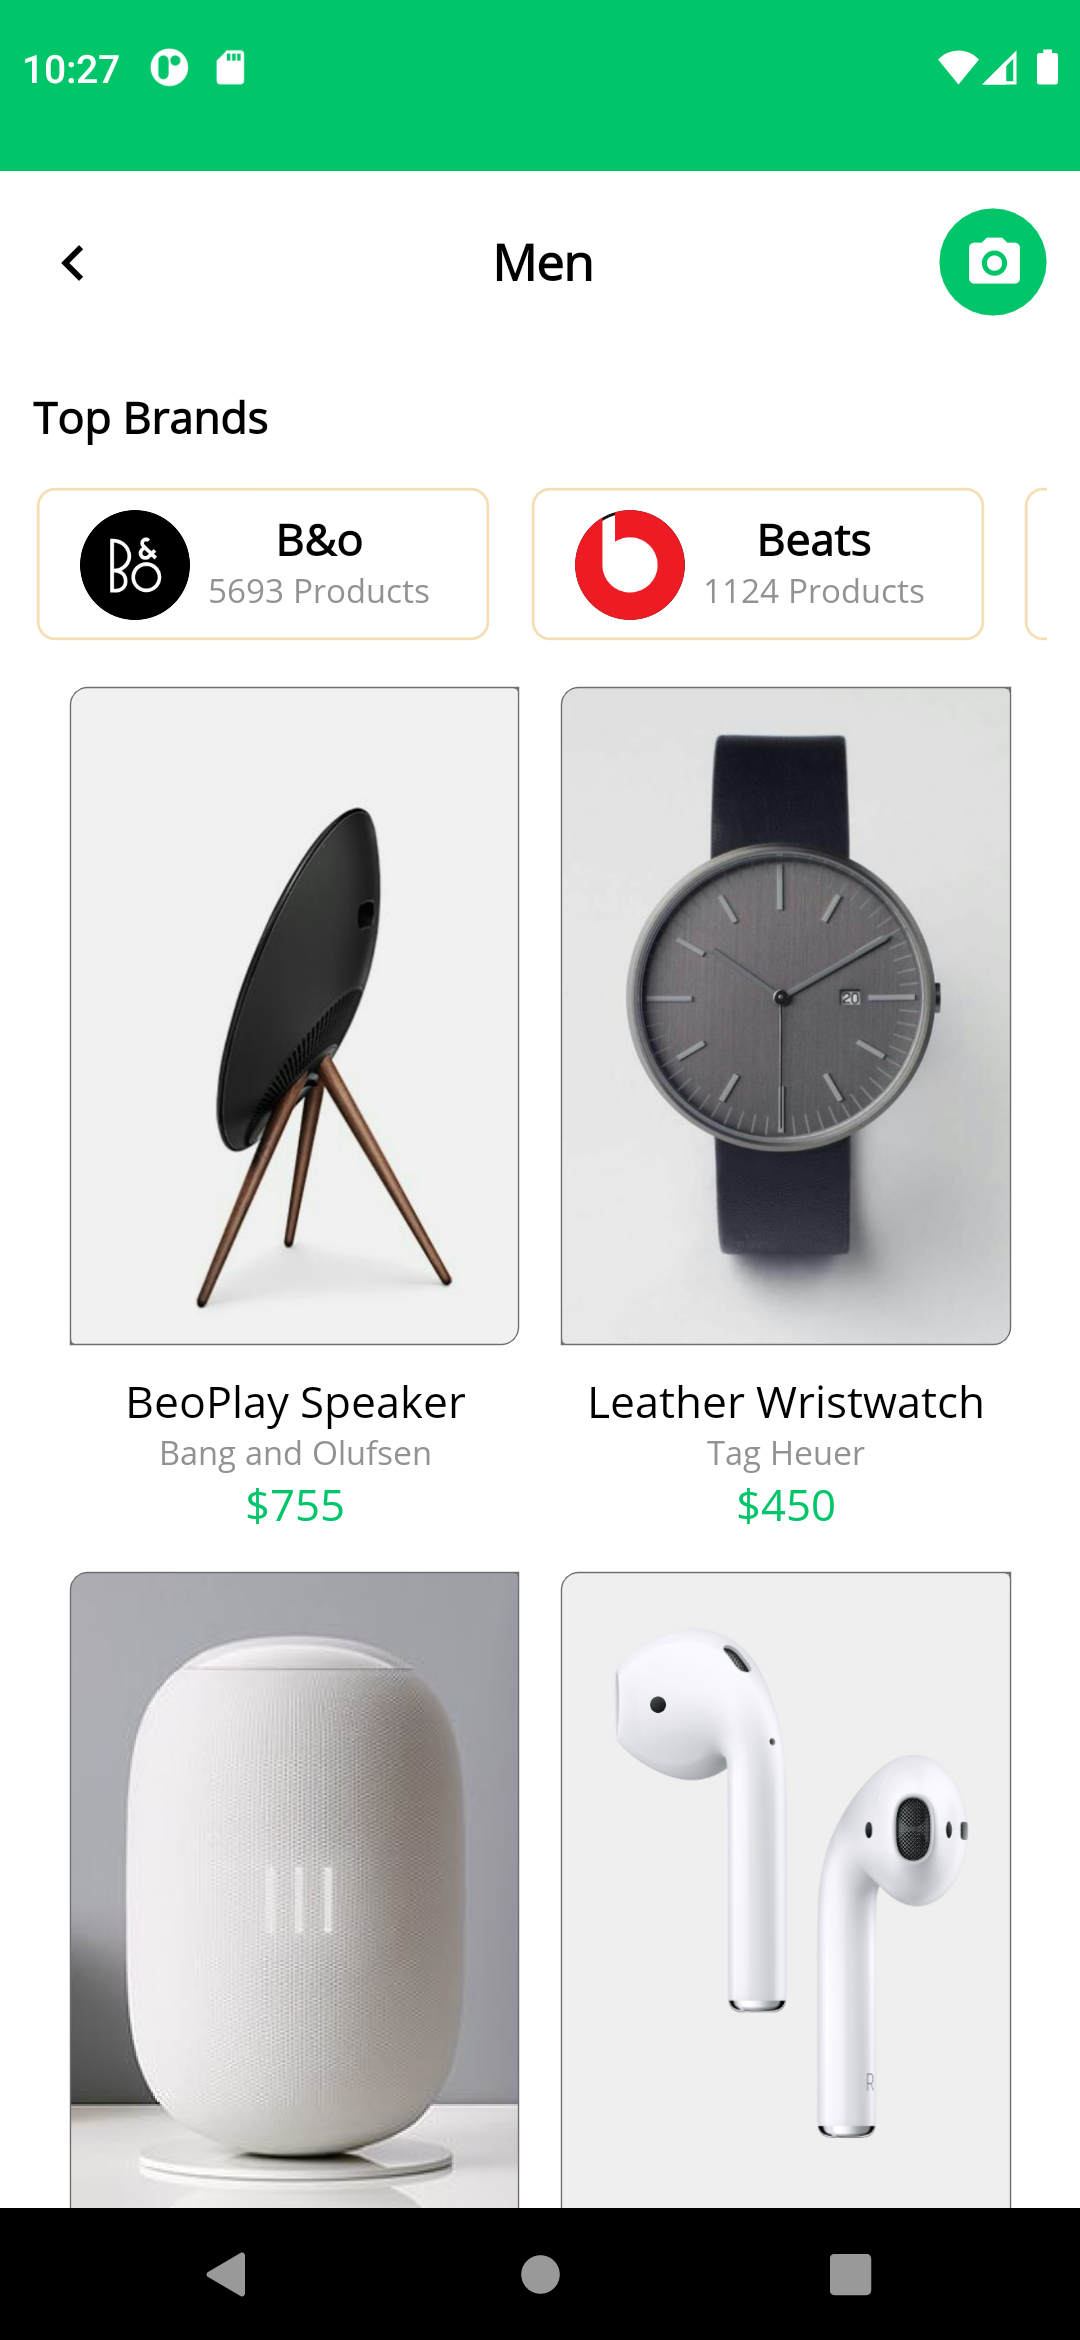 10:27
Men
Top Brands
B&O
B&o
5693 Products
Beats
1124 Products
20
BeoPlay Speaker
Bang and Olufsen
$755
Leather Wristwatch
Tag Heuer
$450
R